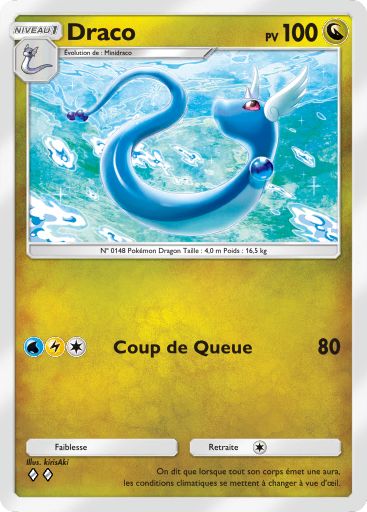 NIVEAU 1
Draco
PV 100
Évolution de : Minidraco
N° 0148 Pokémon Dragon Taille : 4,0 m Poids : 16,5 kg
Coup de Queue 80
Faiblesse
Retraite
Illus. kirisAki
On dit que lorsque tout son corps émet une aura,
les conditions climatiques se mettent à changer à vue d'œil.